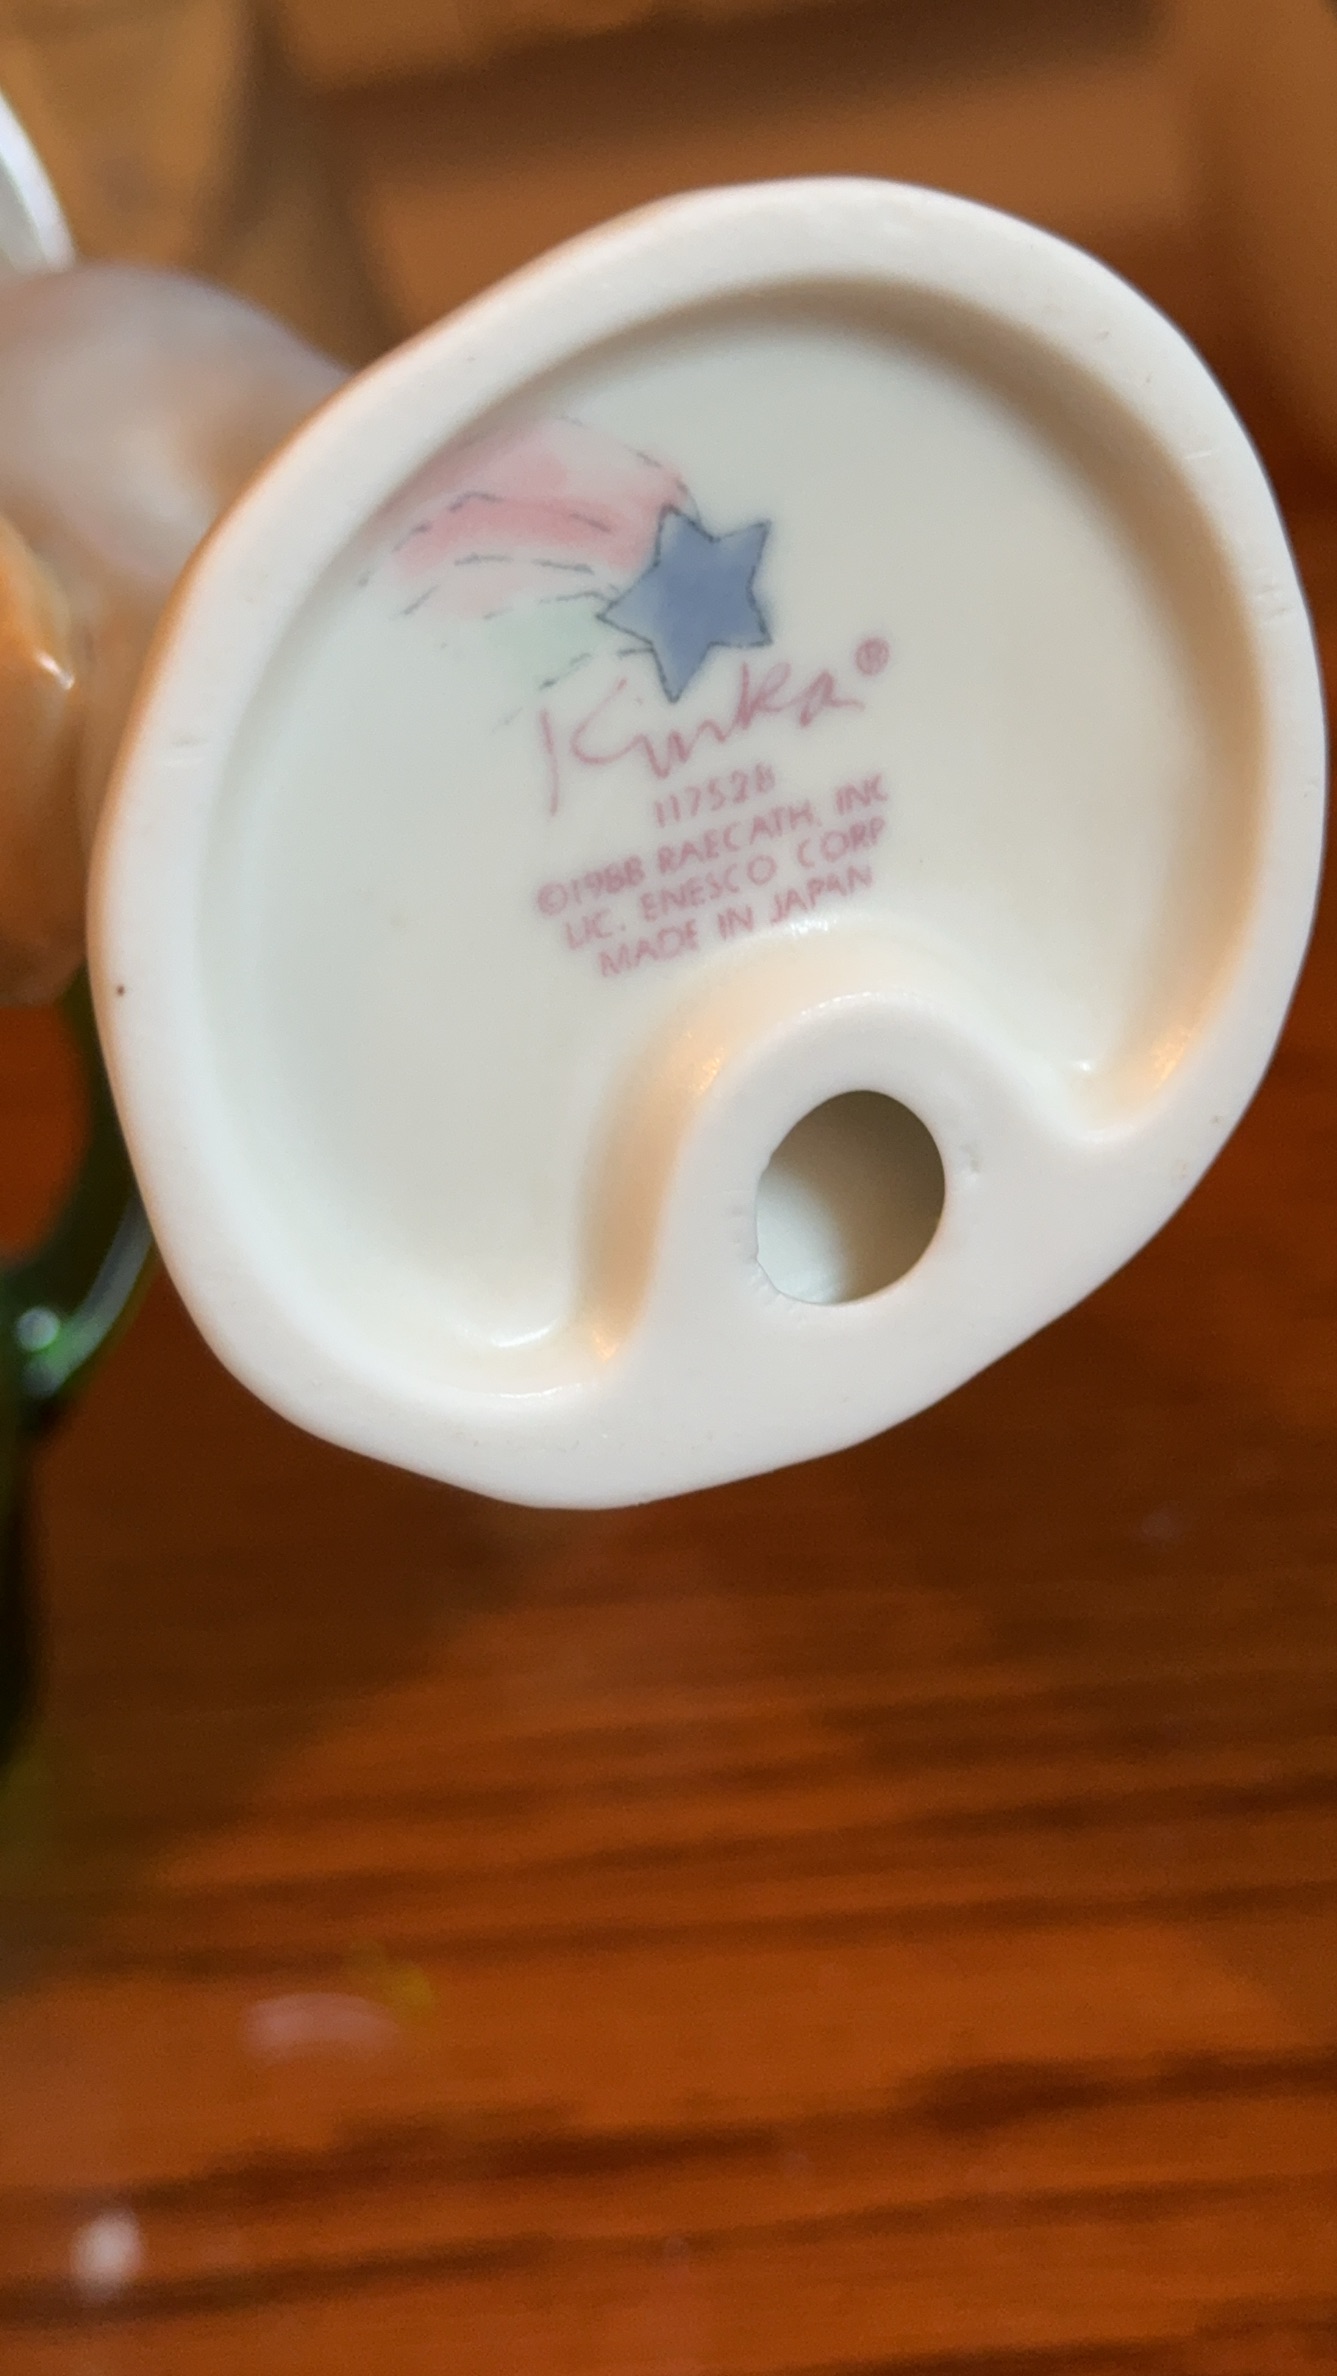 Kinka®
117528
©1988 RAECATH, INC
LIC. ENESCO CORP
MADE IN JAPAN